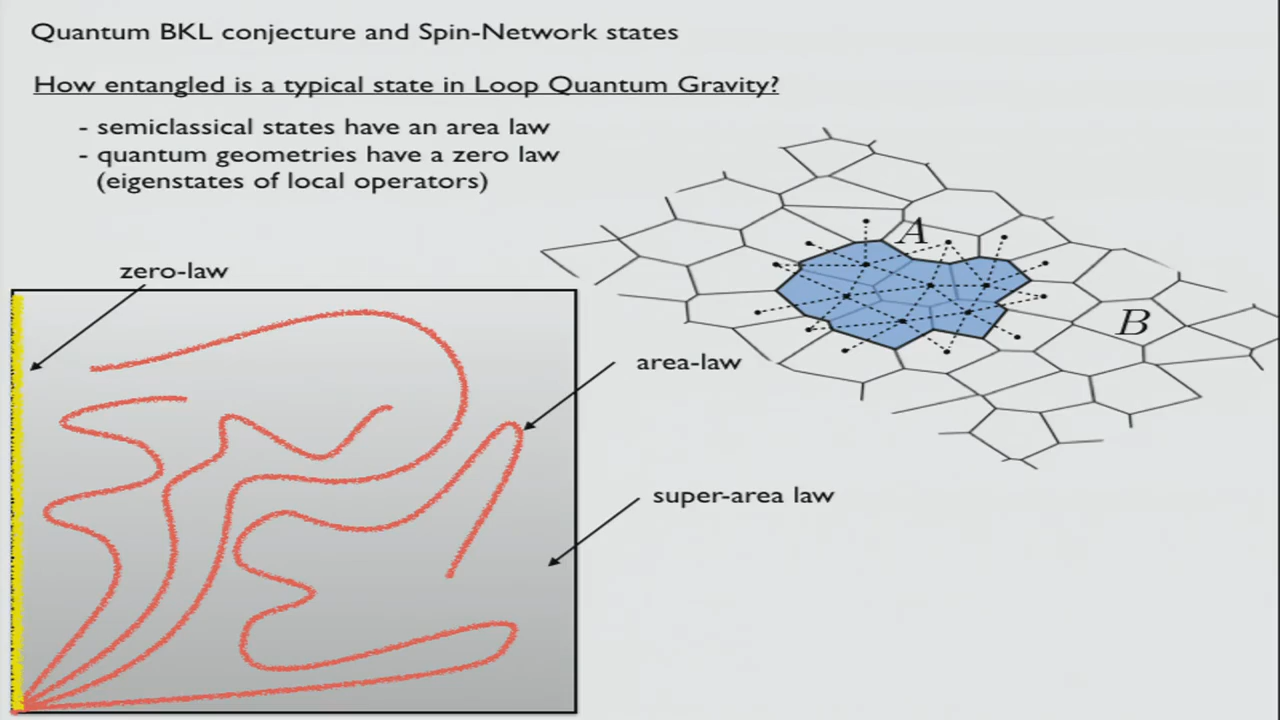 Quantum BKL conjecture and Spin-Network states
How entangled is a typical state in Loop Quantum Gravity?
- semiclassical states have an area law
- quantum geometries have a zero law
(eigenstates of local operators)
A
B
zero-law
area-law
super-area law